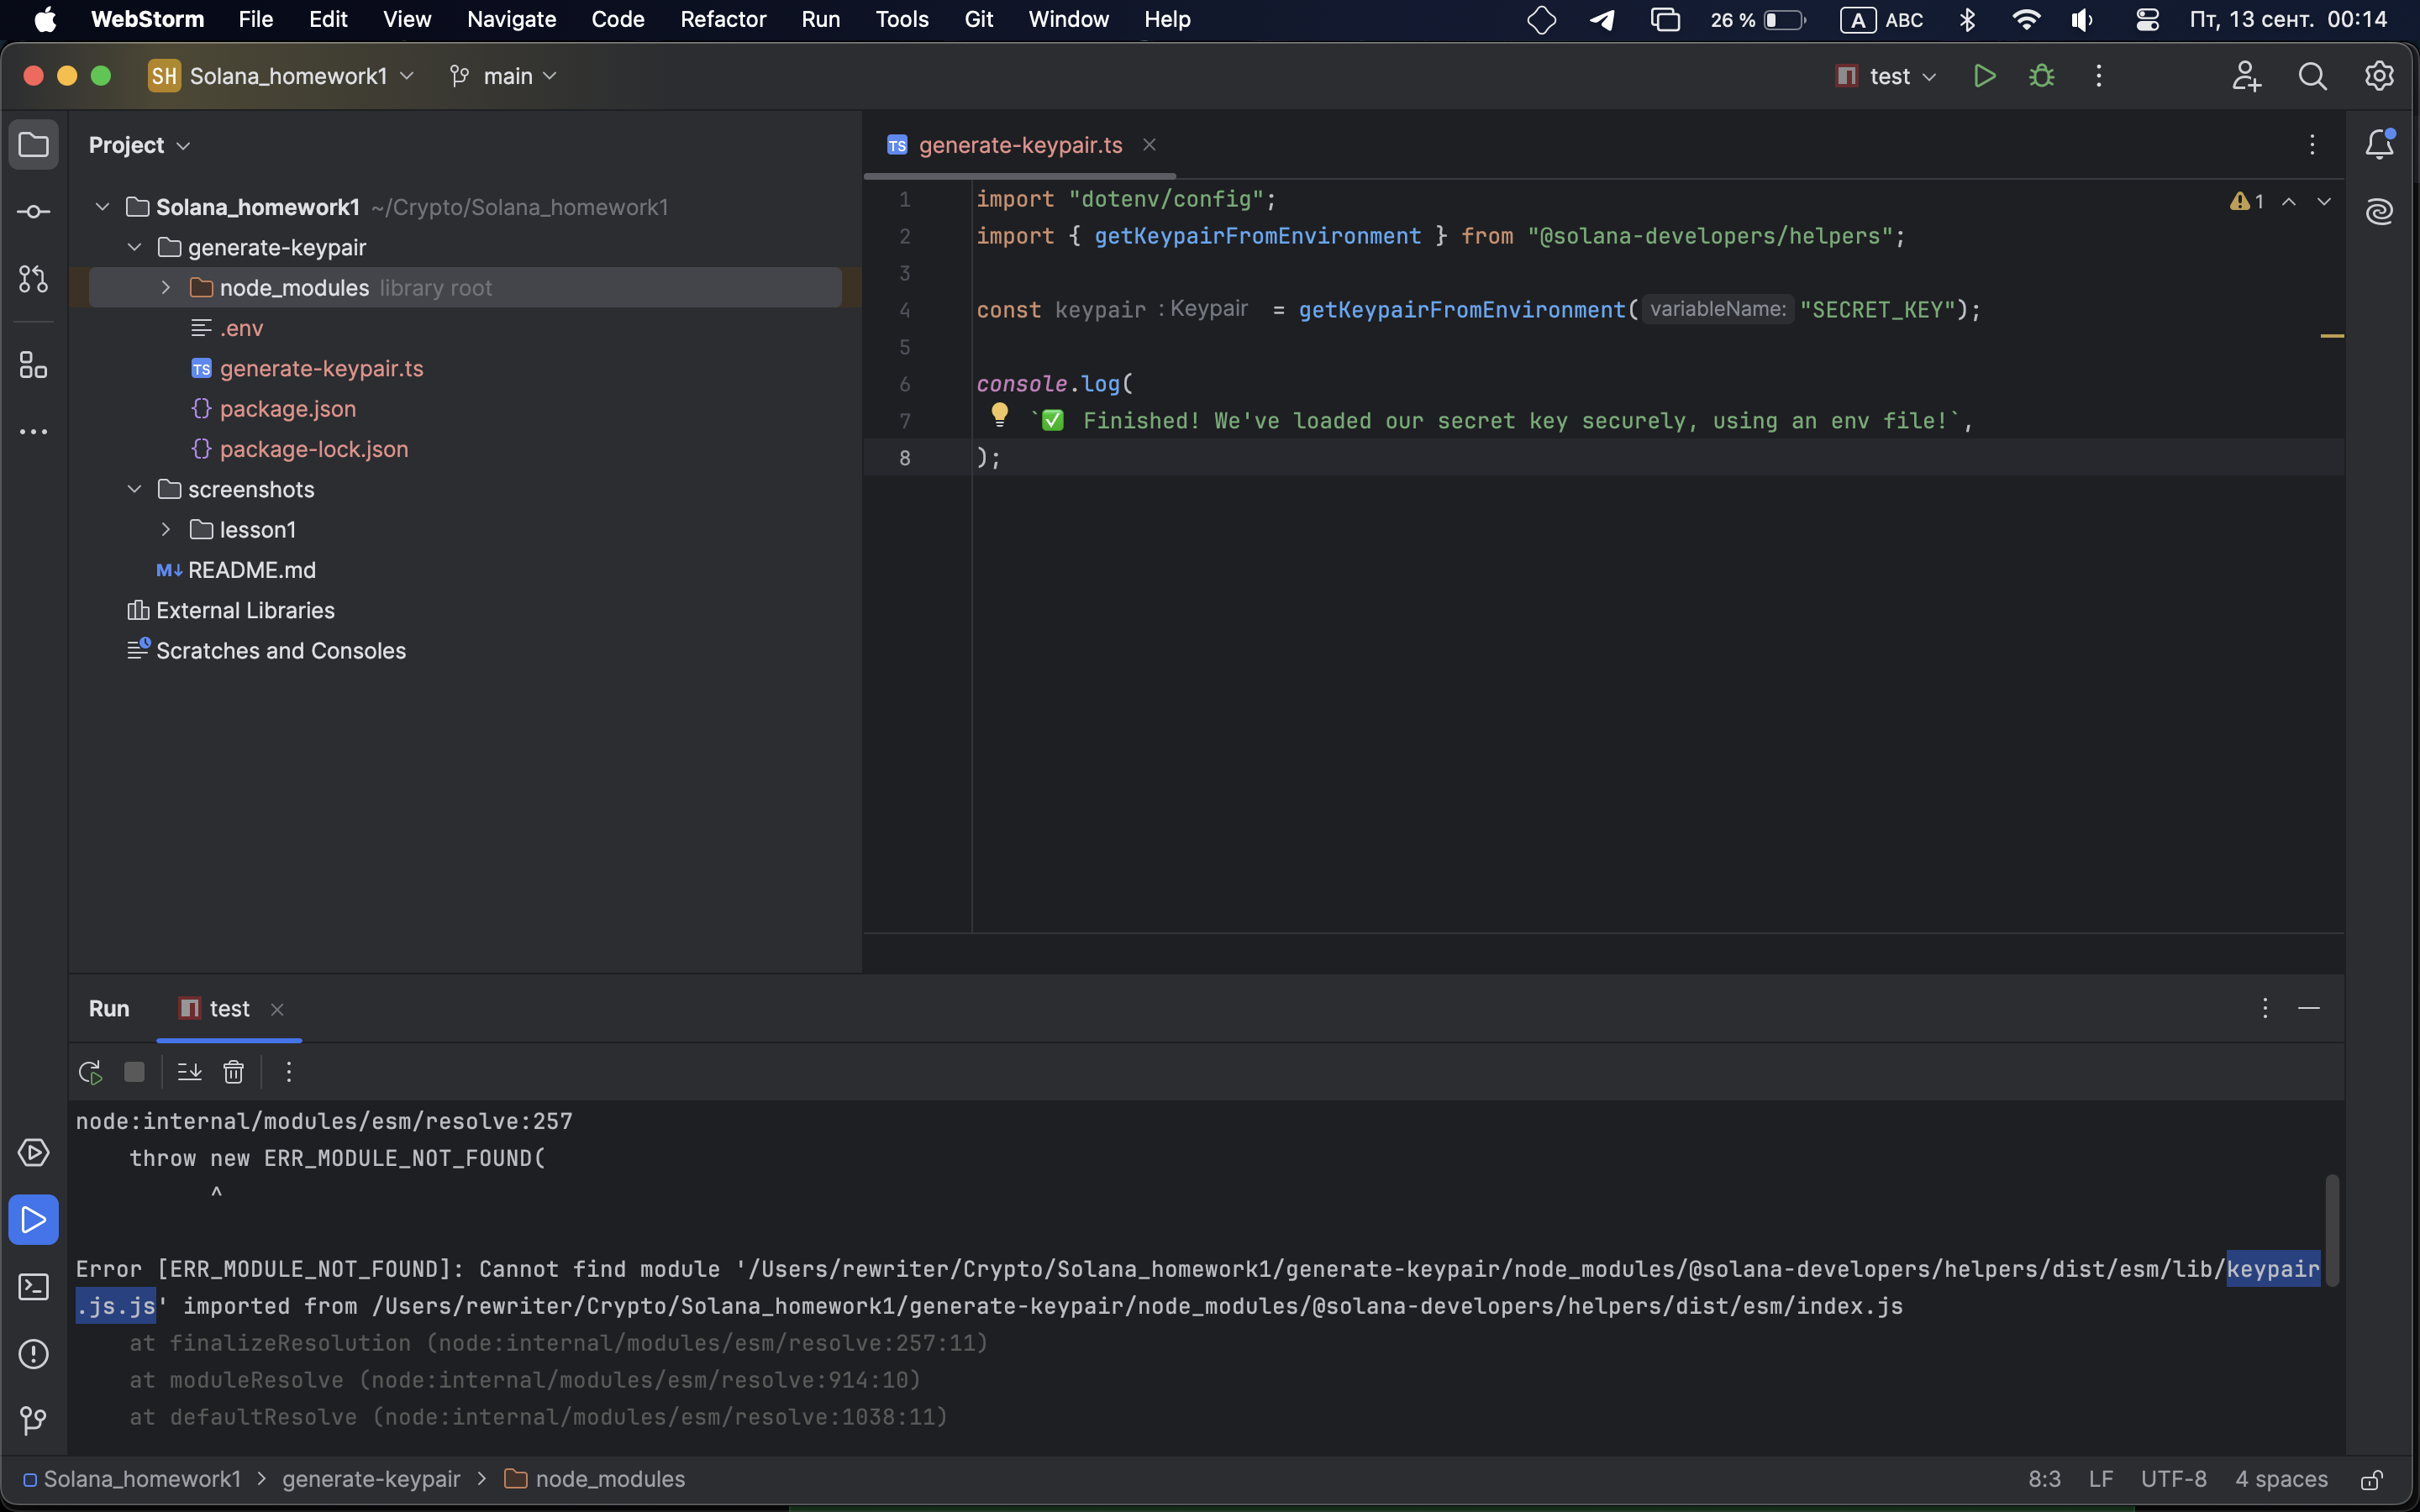 WebStorm File Edit View Navigate Code Refactor Run Tools Git Window Help 26 % A ABC Пт, 13 сент. 00:14
SH Solana_homework1 main test
Project
generate-keypair.ts
Solana_homework1 ~/Crypto/Solana_homework1
generate-keypair
node_modules library root
.env
TS generate-keypair.ts
{} package.json
{} package-lock.json
screenshots
lesson1
M↓ README.md
External Libraries
Scratches and Consoles
1 import "dotenv/config";
2 import { getKeypairFromEnvironment } from "@solana-developers/helpers";
3
4 const keypair : Keypair = getKeypairFromEnvironment( variableName: "SECRET_KEY");
5
6 console.log(
7 `✅ Finished! We've loaded our secret key securely, using an env file!`,
8 );
1
Run test
node:internal/modules/esm/resolve:257
throw new ERR_MODULE_NOT_FOUND(
^
Error [ERR_MODULE_NOT_FOUND]: Cannot find module '/Users/rewriter/Crypto/Solana_homework1/generate-keypair/node_modules/@solana-developers/helpers/dist/esm/lib/keypair
.js.js' imported from /Users/rewriter/Crypto/Solana_homework1/generate-keypair/node_modules/@solana-developers/helpers/dist/esm/index.js
at finalizeResolution (node:internal/modules/esm/resolve:257:11)
at moduleResolve (node:internal/modules/esm/resolve:914:10)
at defaultResolve (node:internal/modules/esm/resolve:1038:11)
Solana_homework1 > generate-keypair > node_modules 8:3 LF UTF-8 4 spaces